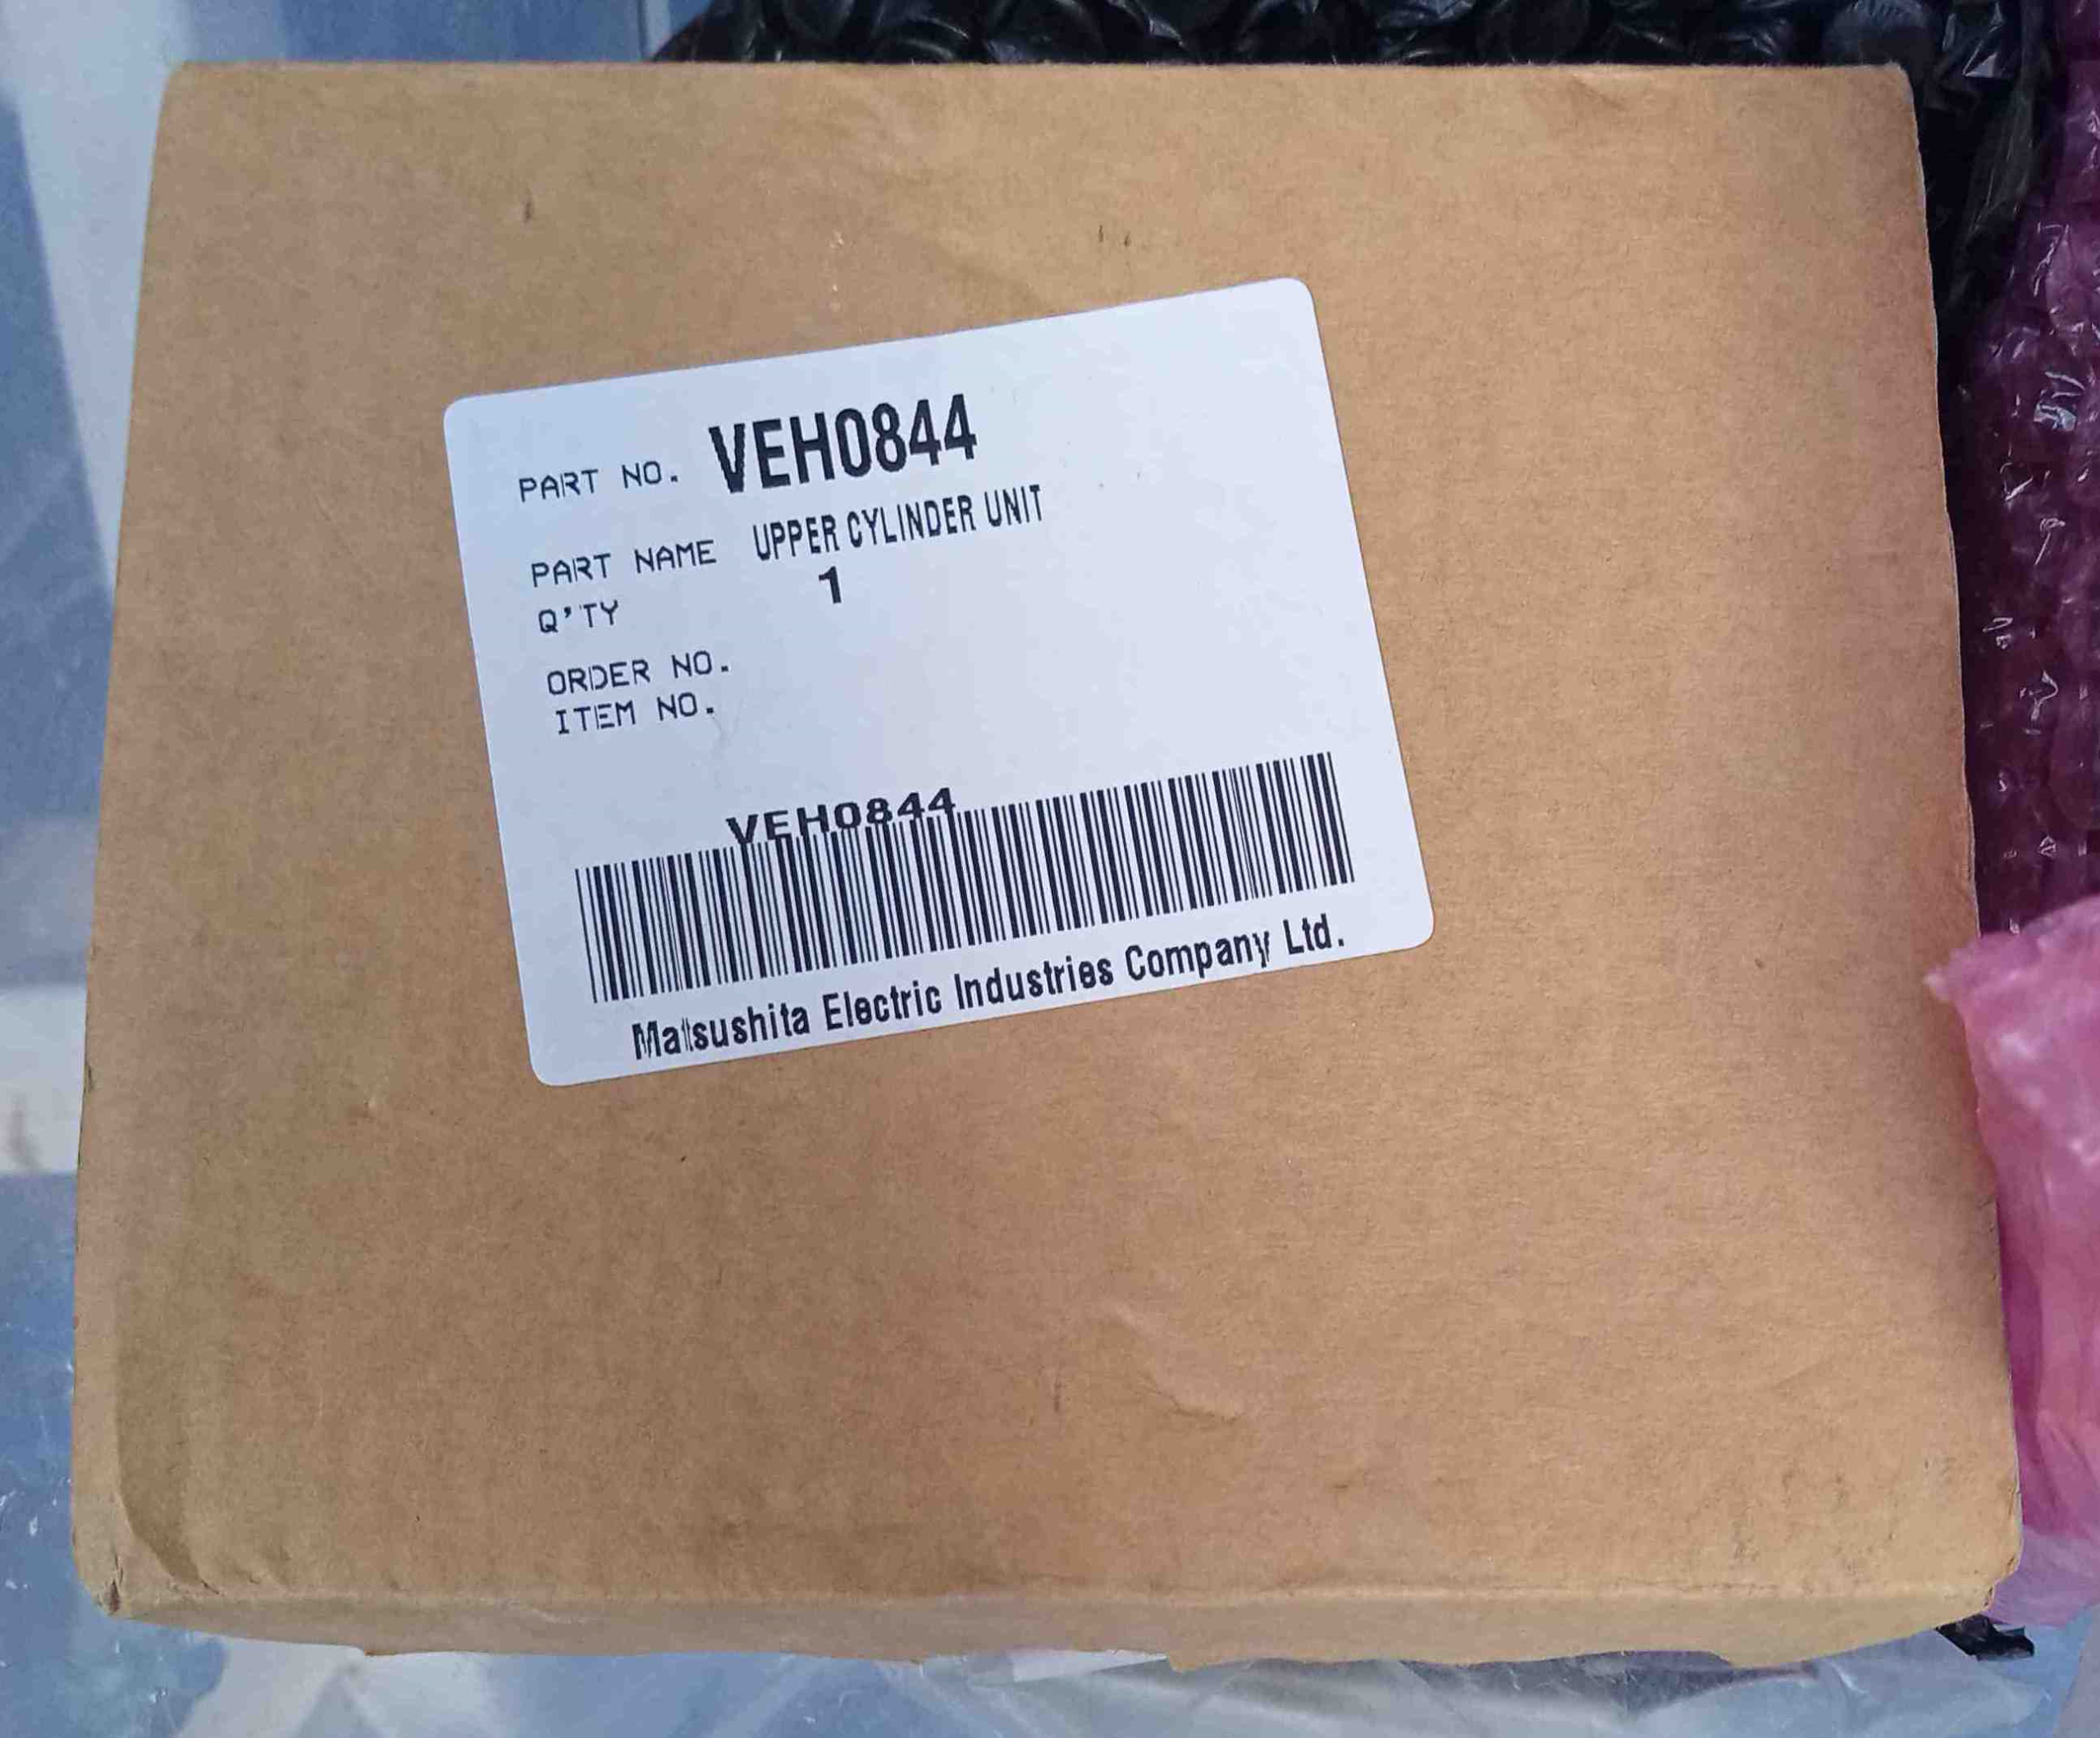 PART NO. VEH0844
PART NAME UPPER CYLINDER UNIT
Q'TY 1
ORDER NO.
ITEM NO.
VEH0844
Matsushita Electric Industries Company Ltd.